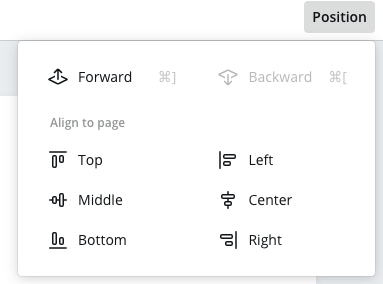 Position
Forward ⌘] Backward ⌘[
Align to page
Top Left
Middle Center
Bottom Right